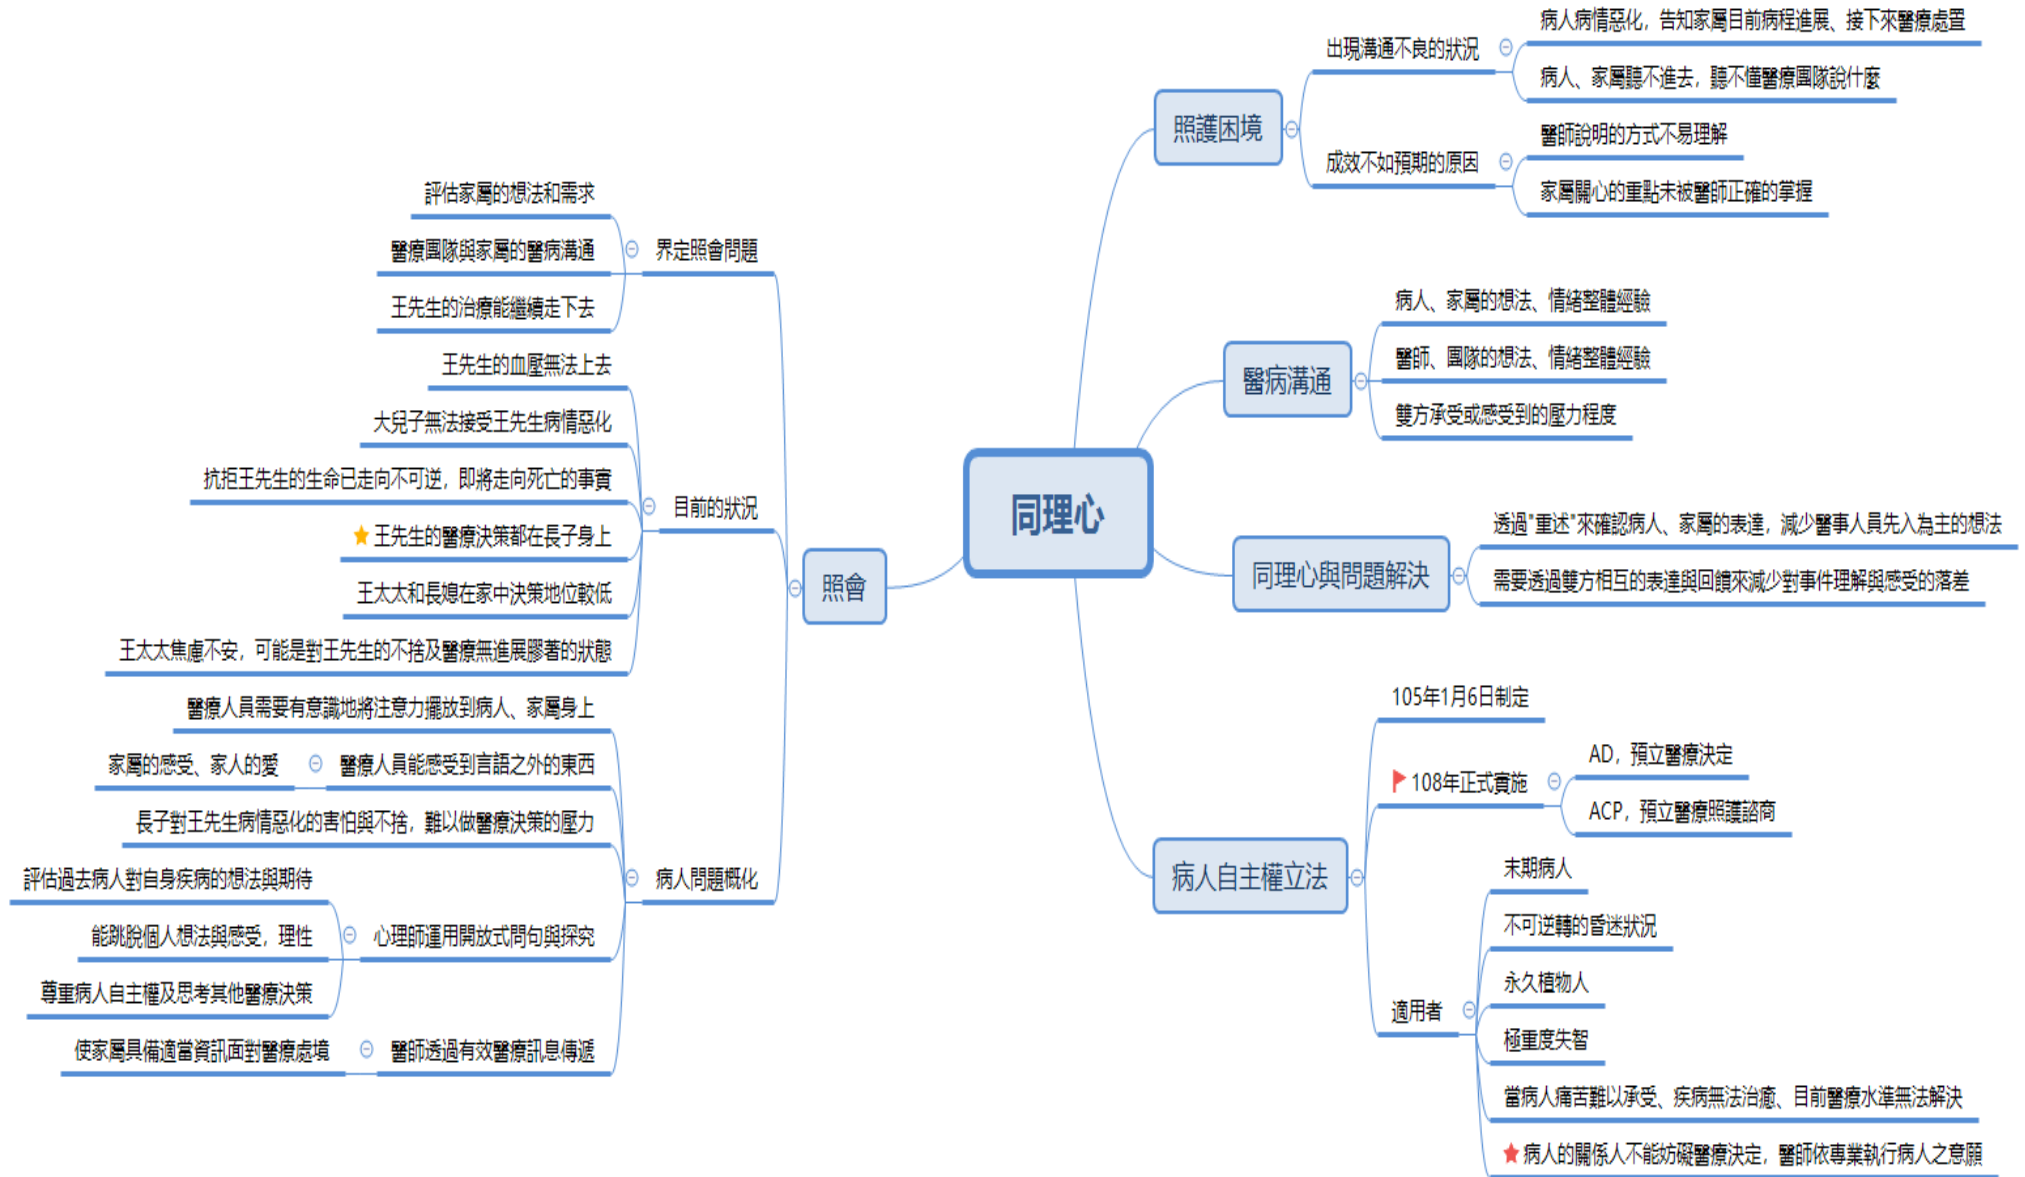 同理心
照護困境
出現溝通不良的狀況
病人病情惡化，告知家屬目前病程進展、接下來醫療處置
病人、家屬聽不進去，聽不懂醫療團隊說什麼
成效不如預期的原因
醫師說明的方式不易理解
家屬關心的重點未被醫師正確的掌握
醫病溝通
病人、家屬的想法、情緒整體經驗
醫師、團隊的想法、情緒整體經驗
雙方承受或感受到的壓力程度
同理心與問題解決
透過"重述"來確認病人、家屬的表達，減少醫事人員先入為主的想法
需要透過雙方相互的表達與回饋來減少對事件理解與感受的落差
病人自主權立法
105年1月6日制定
108年正式實施
AD，預立醫療決定
ACP，預立醫療照護諮商
適用者
末期病人
不可逆轉的昏迷狀況
永久植物人
極重度失智
當病人痛苦難以承受、疾病無法治癒、目前醫療水準無法解決
病人的關係人不能妨礙醫療決定，醫師依專業執行病人之意願
照會
界定照會問題
評估家屬的想法和需求
醫療團隊與家屬的醫病溝通
王先生的治療能繼續走下去
目前的狀況
王先生的血壓無法上去
大兒子無法接受王先生病情惡化
抗拒王先生的生命已走向不可逆，即將走向死亡的事實
王先生的醫療決策都在長子身上
王太太和長媳在家中決策地位較低
王太太焦慮不安，可能是對王先生的不捨及醫療無進展膠著的狀態
病人問題概化
醫療人員需要有意識地將注意力擺放到病人、家屬身上
醫療人員能感受到言語之外的東西
家屬的感受、家人的愛
長子對王先生病情惡化的害怕與不捨，難以做醫療決策的壓力
心理師運用開放式問句與探究
評估過去病人對自身疾病的想法與期待
能跳脫個人想法與感受，理性
尊重病人自主權及思考其他醫療決策
醫師透過有效醫療訊息傳遞
使家屬具備適當資訊面對醫療處境